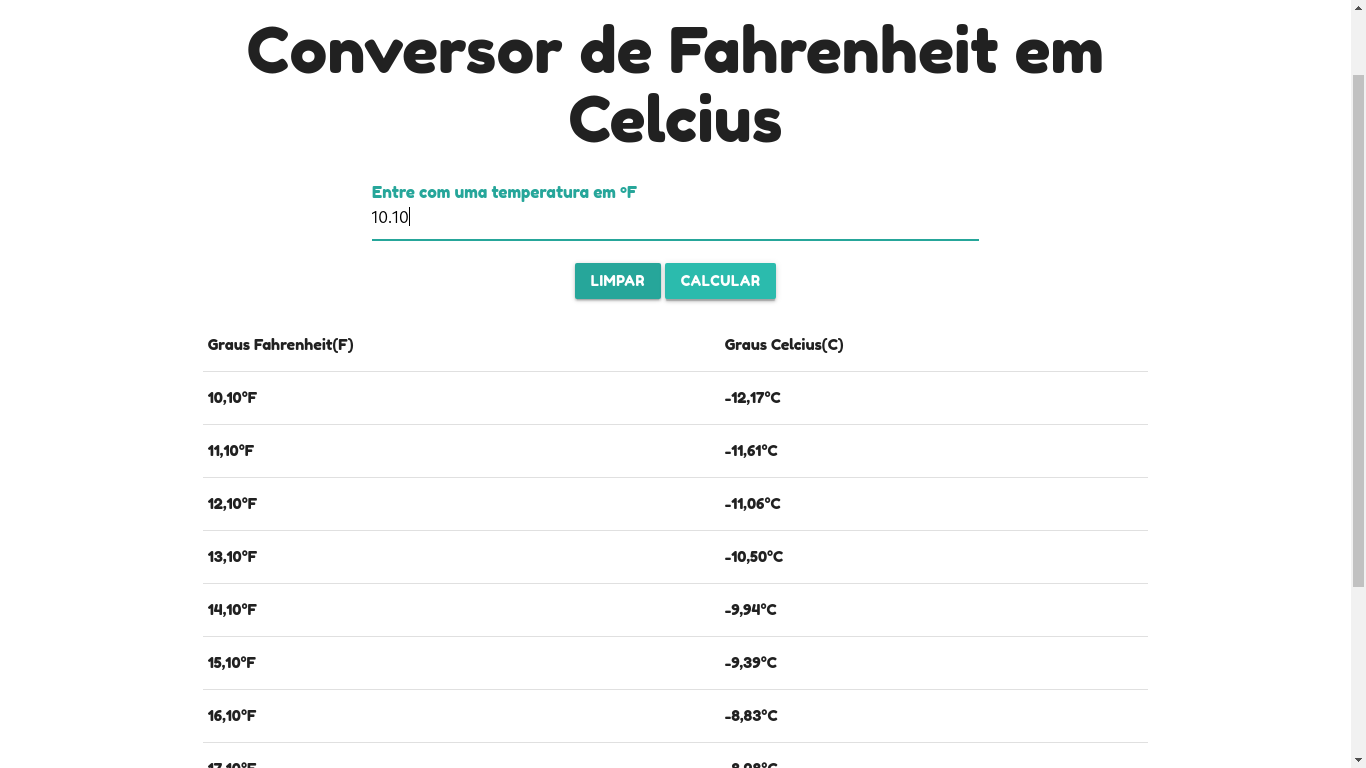 Conversor de Fahrenheit em
Celcius
Entre com uma temperatura em °F
10.10
LIMPAR CALCULAR
Graus Fahrenheit(F) Graus Celcius(C)
10,10°F -12,17°C
11,10°F -11,61°C
12,10°F -11,06°C
13,10°F -10,50°C
14,10°F -9,94°C
15,10°F -9,39°C
16,10°F -8,83°C